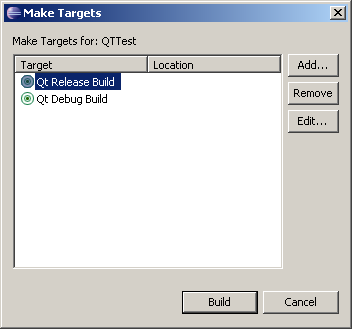 Make Targets
Make Targets for: QTTest
Target Location
Qt Release Build
Qt Debug Build
Add...
Remove
Edit...
Build Cancel